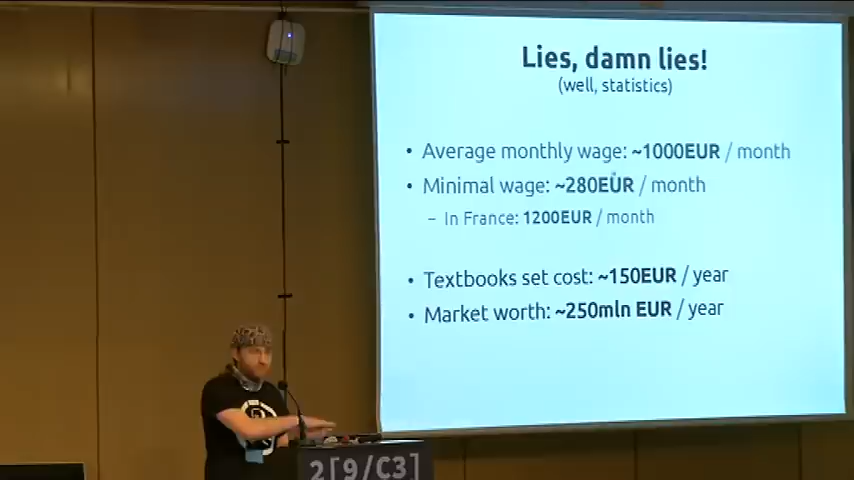 Lies, damn lies!
(well, statistics)
• Average monthly wage: ~1000EUR / month
• Minimal wage: ~280EUR / month
– In France: 1200EUR / month
• Textbooks set cost: ~150EUR / year
• Market worth: ~250mln EUR / year
2[9/C3]